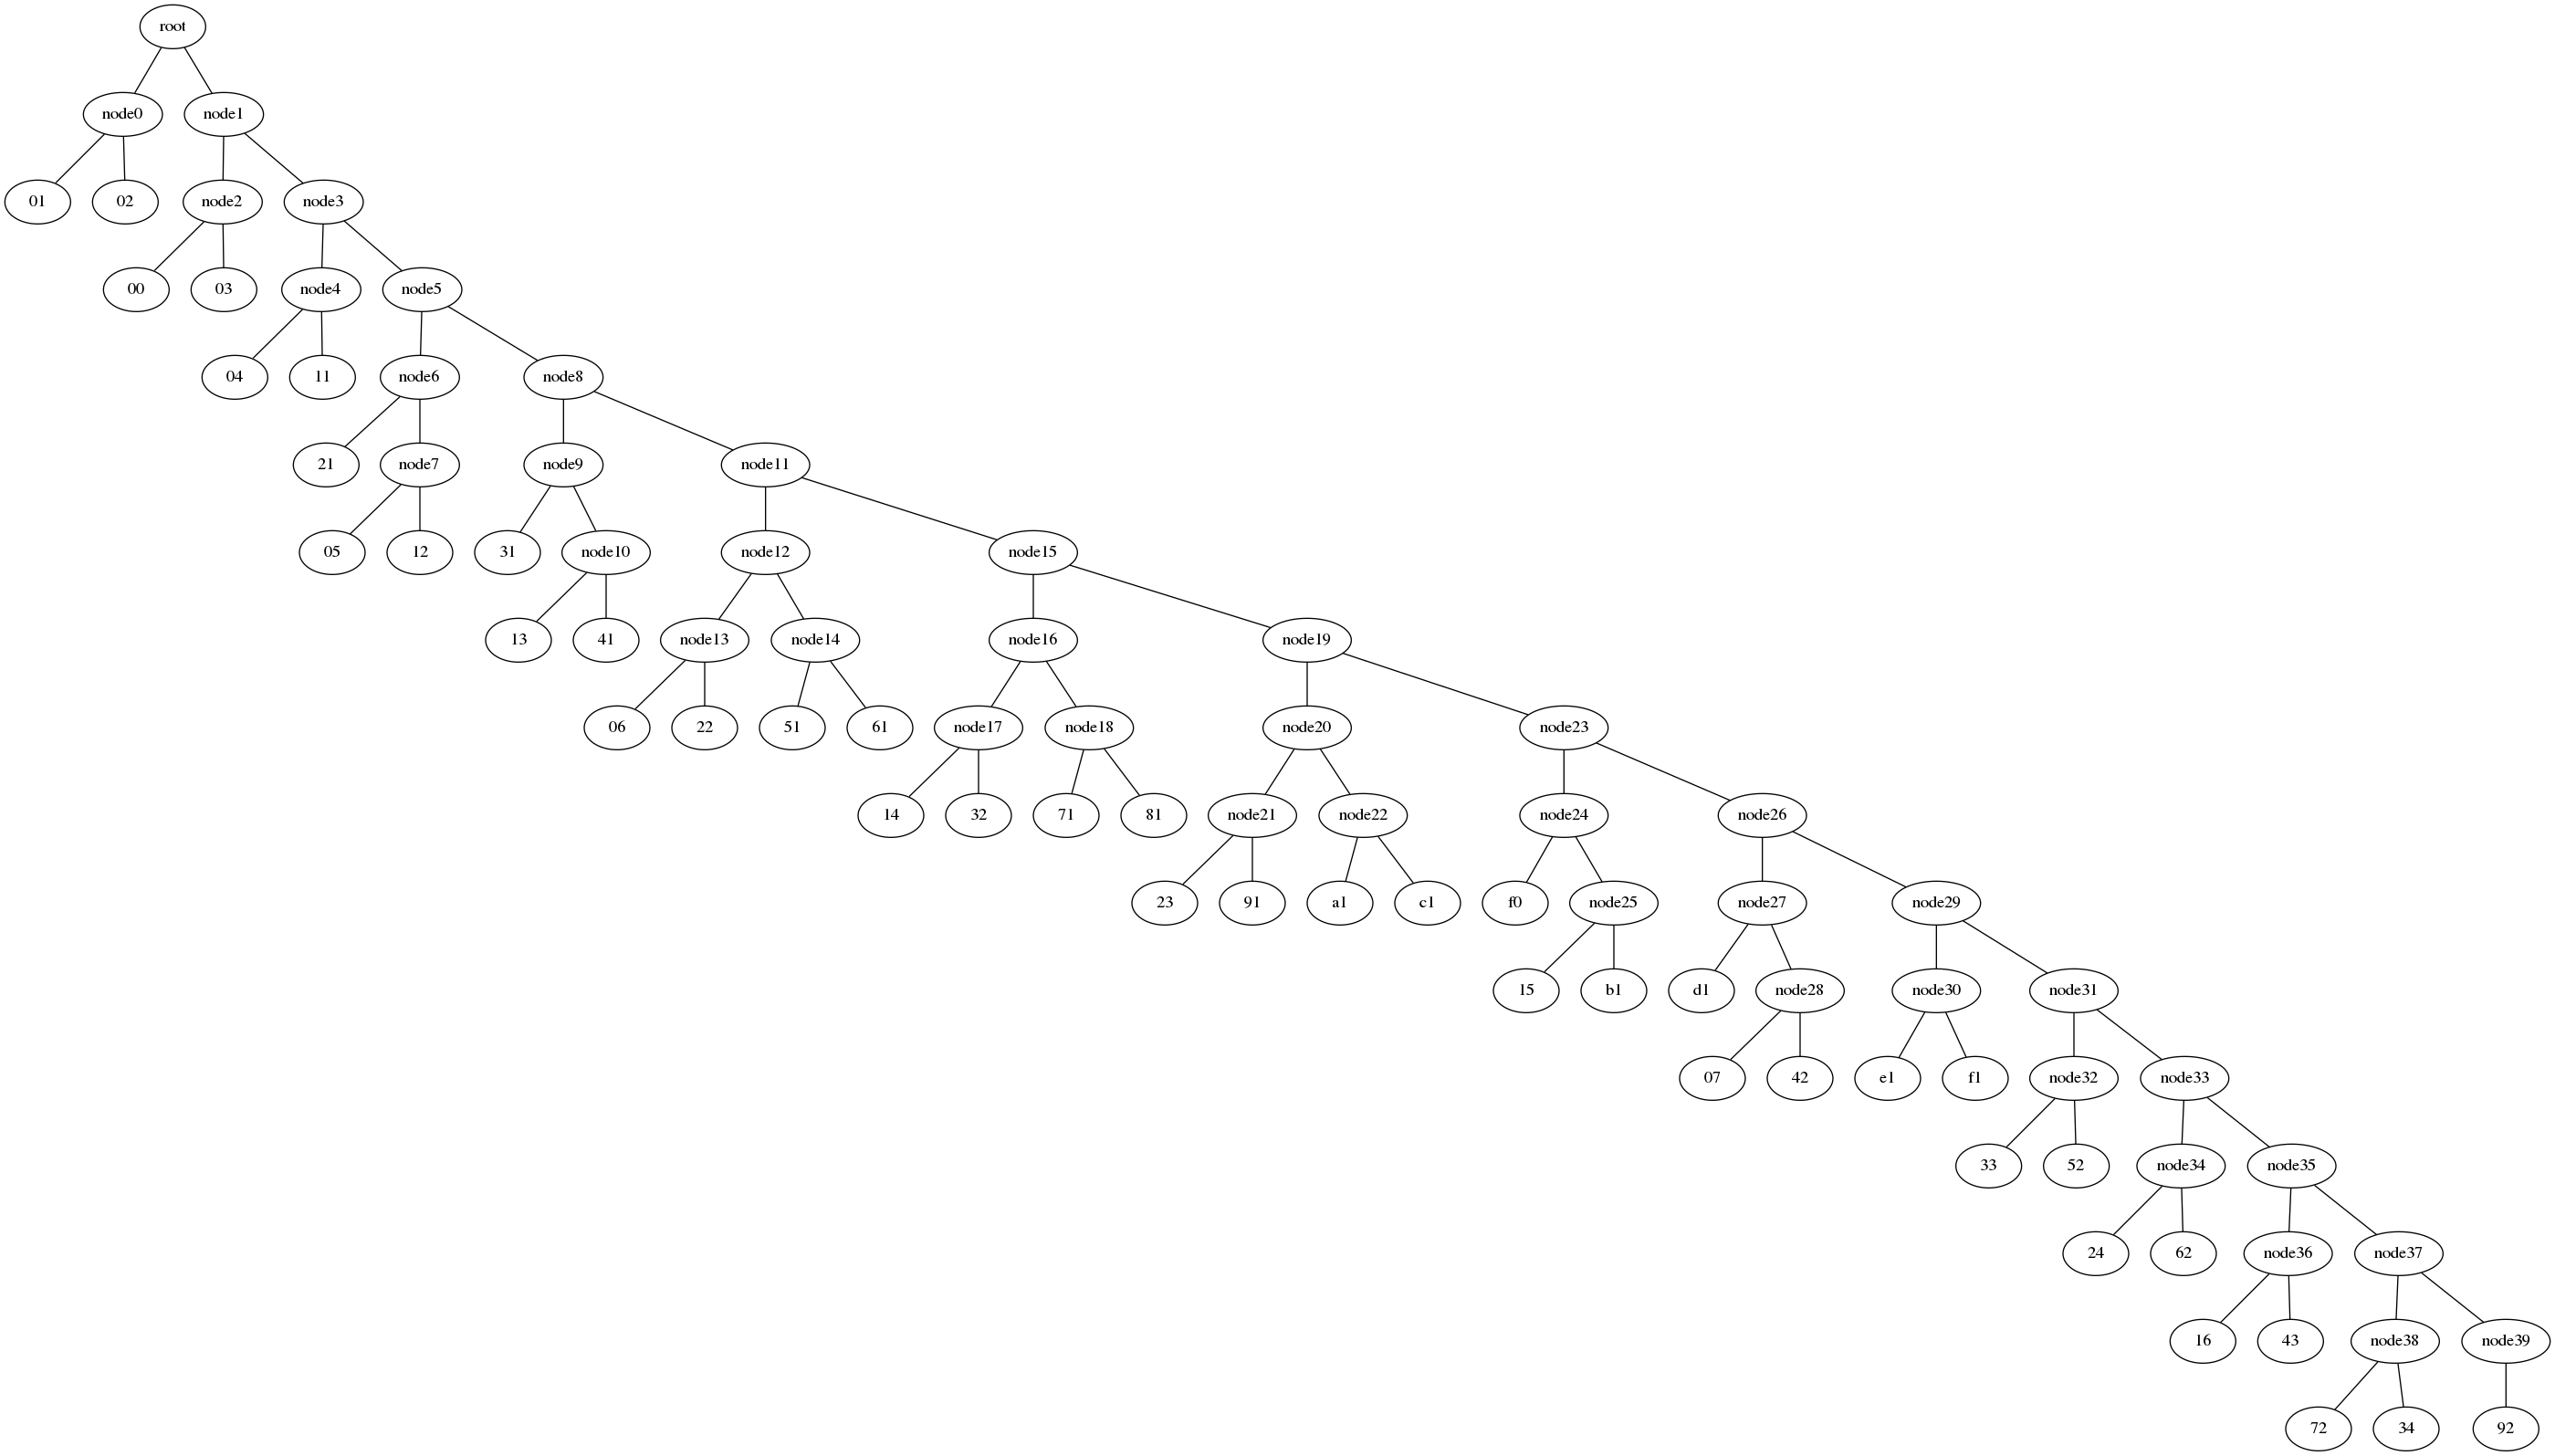 root
node0 node1
01 02 node2 node3
00 03 node4 node5
04 11 node6 node8
21 node7 node9 node11
05 12 31 node10 node12 node15
13 41 node13 node14 node16 node19
06 22 51 61 node17 node18 node20 node23
14 32 71 81 node21 node22 node24 node26
23 91 a1 c1 f0 node25 node27 node29
15 b1 d1 node28 node30 node31
07 42 e1 f1 node32 node33
33 52 node34 node35
24 62 node36 node37
16 43 node38 node39
72 34 92